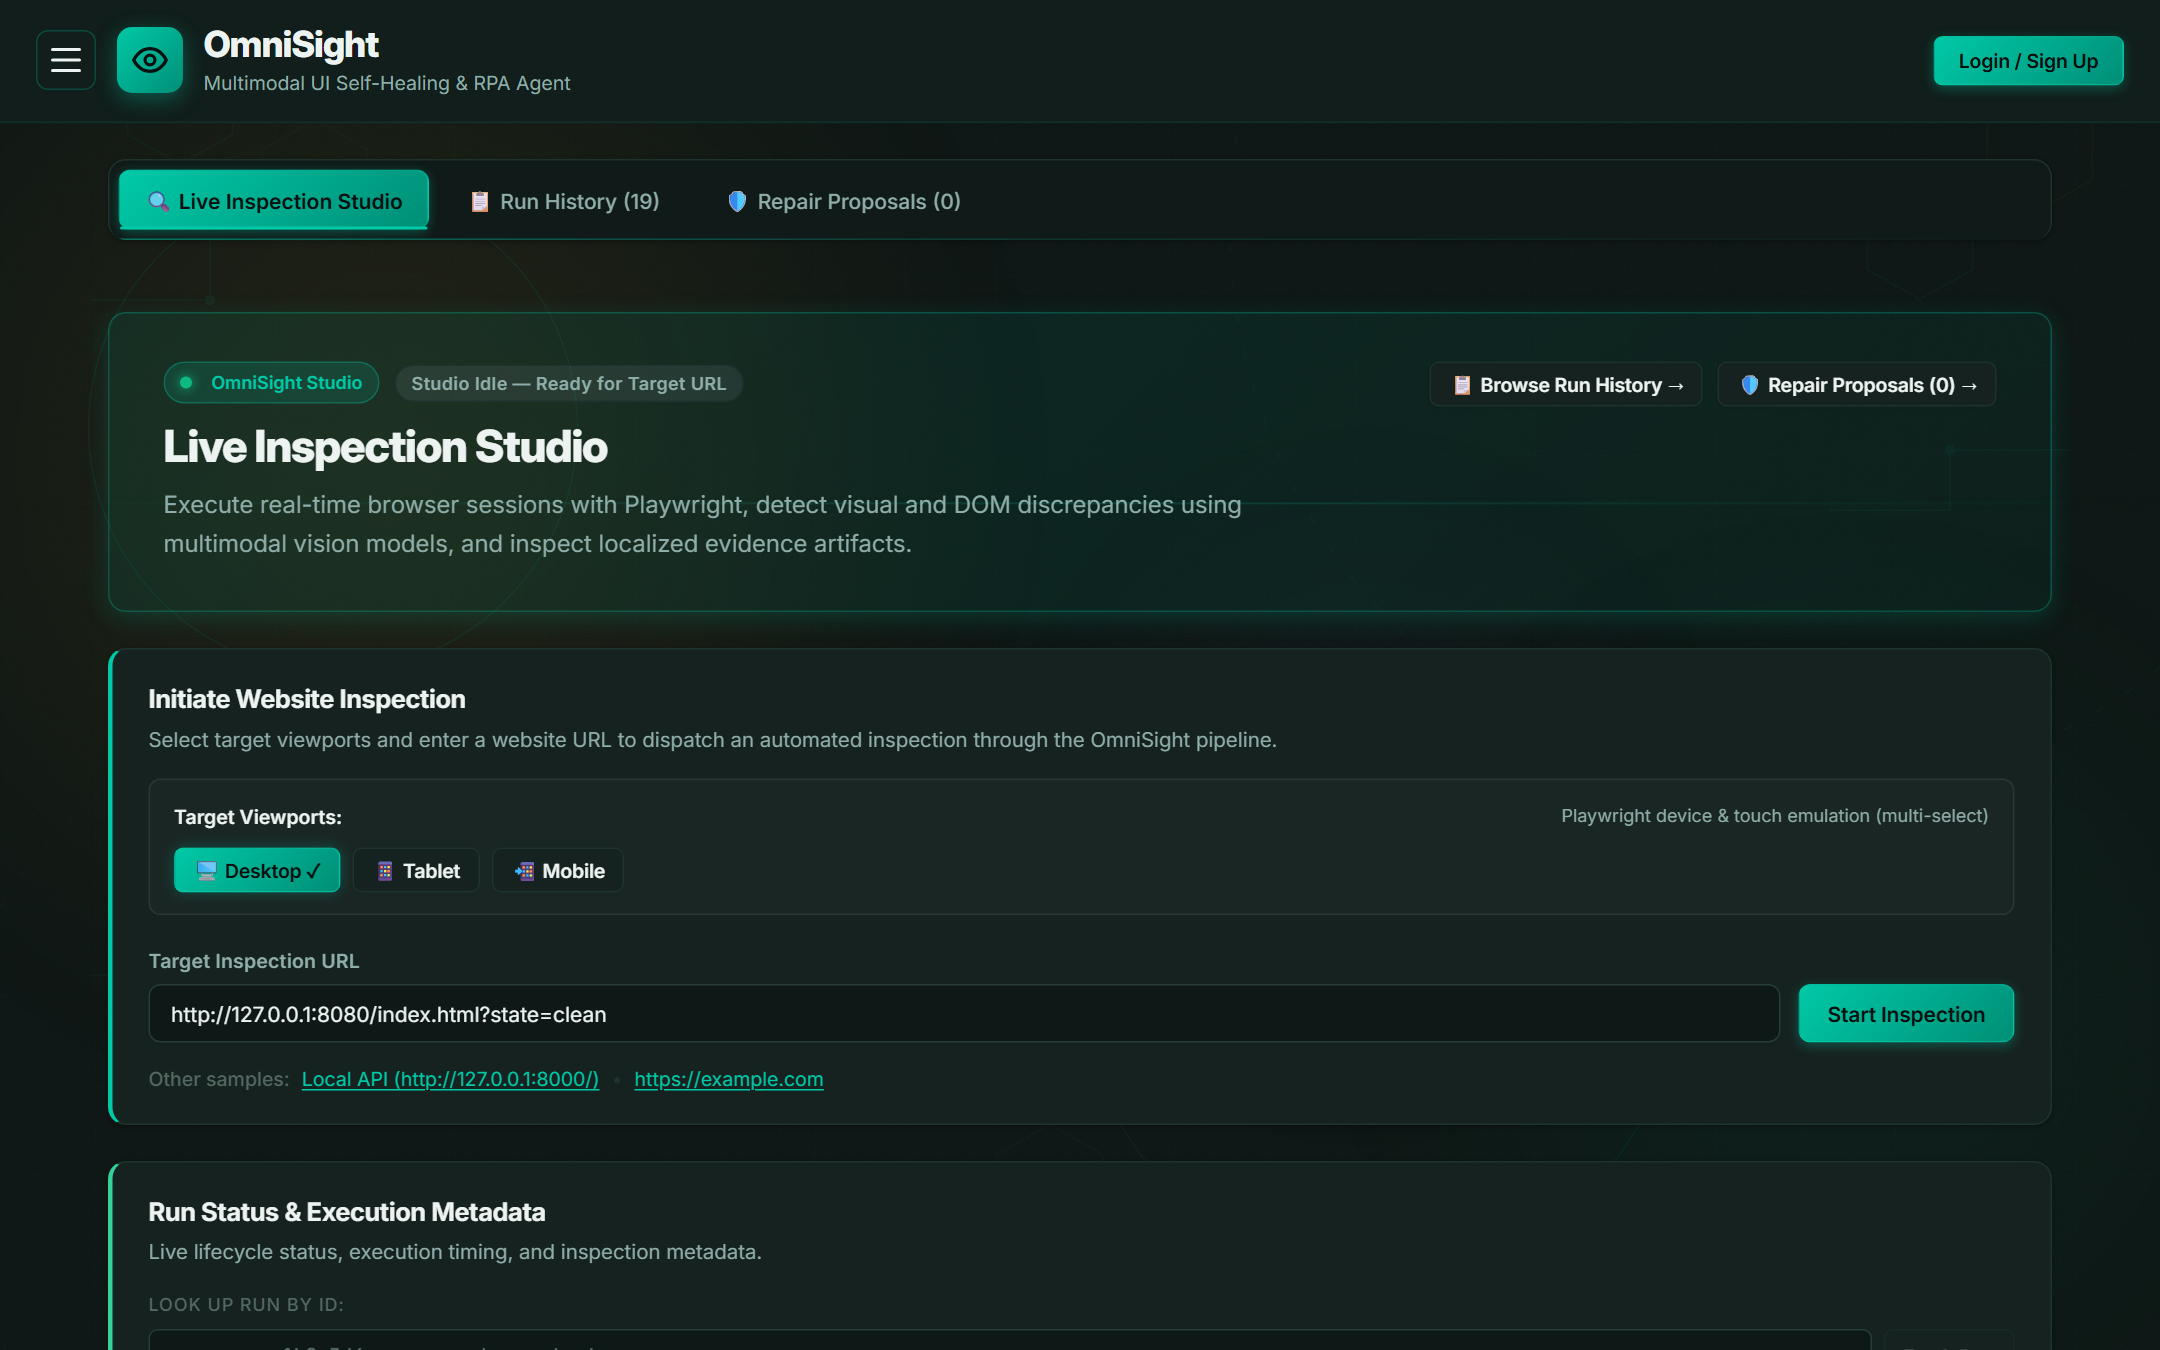 OmniSight
Multimodal UI Self-Healing & RPA Agent
Login / Sign Up
Live Inspection Studio
Run History (19)
Repair Proposals (0)
OmniSight Studio
Studio Idle — Ready for Target URL
Browse Run History →
Repair Proposals (0) →
Live Inspection Studio
Execute real-time browser sessions with Playwright, detect visual and DOM discrepancies using
multimodal vision models, and inspect localized evidence artifacts.
Initiate Website Inspection
Select target viewports and enter a website URL to dispatch an automated inspection through the OmniSight pipeline.
Target Viewports:
Playwright device & touch emulation (multi-select)
Desktop ✓
Tablet
Mobile
Target Inspection URL
http://127.0.0.1:8080/index.html?state=clean
Start Inspection
Other samples: Local API (http://127.0.0.1:8000/) • https://example.com
Run Status & Execution Metadata
Live lifecycle status, execution timing, and inspection metadata.
LOOK UP RUN BY ID: